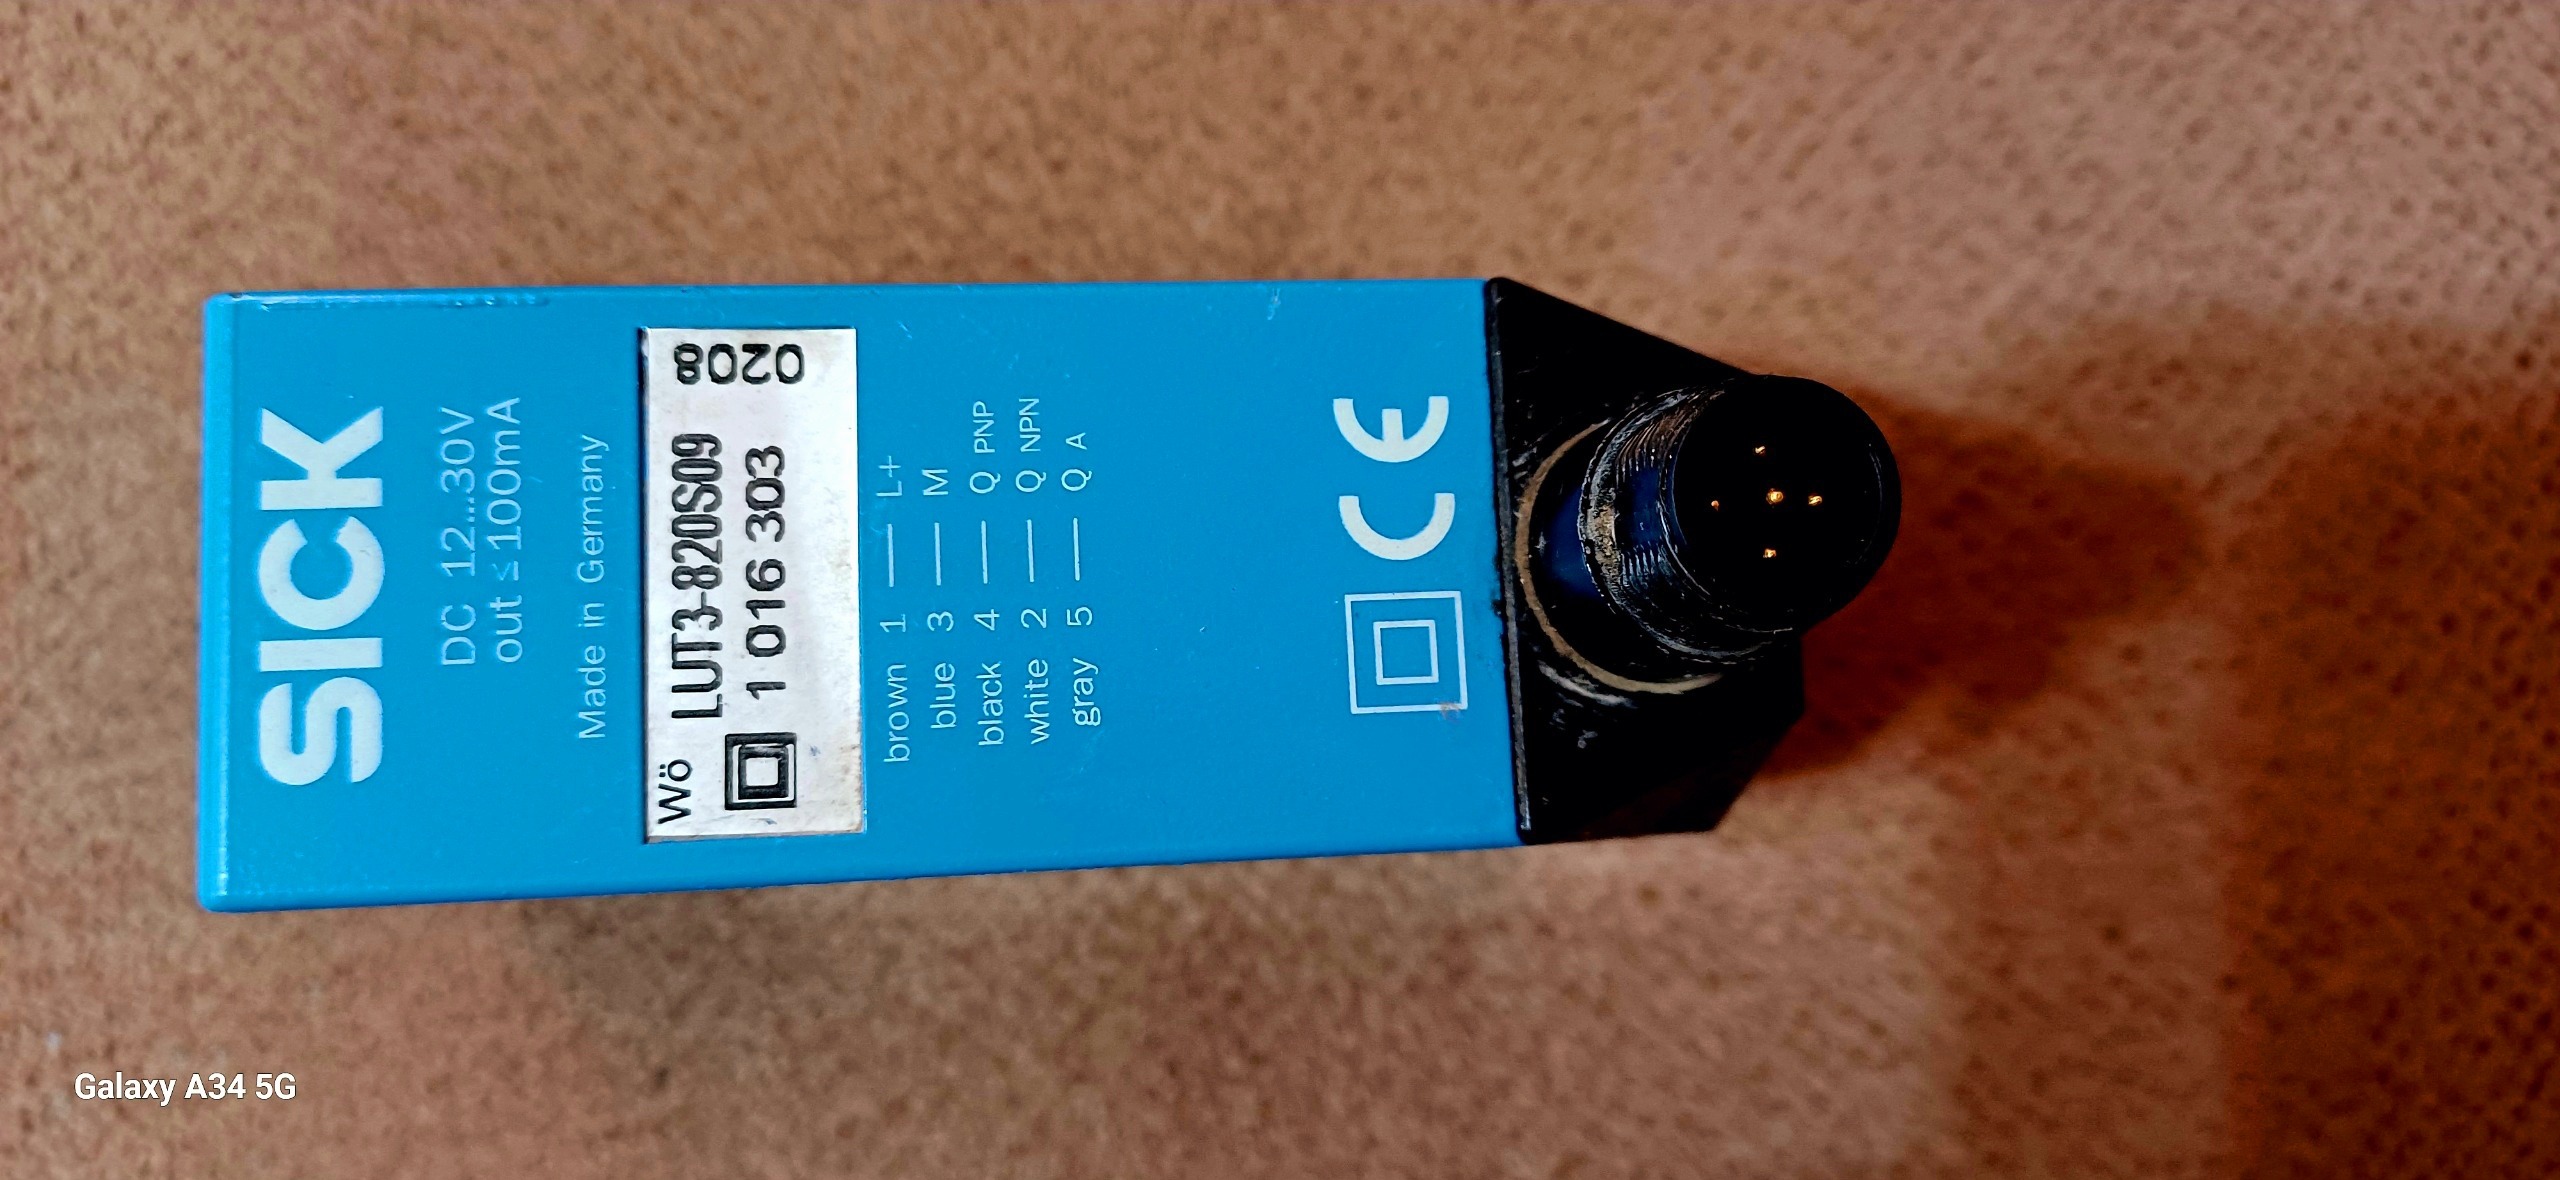 SICK
DC 12...30V
out ≤ 100mA
Made in Germany
Wö LUT3-820S09 0208
1 016 303
brown 1 — L+
blue 3 — M
black 4 — Q PNP
white 2 — Q NPN
gray 5 — Q A
CE
Galaxy A34 5G